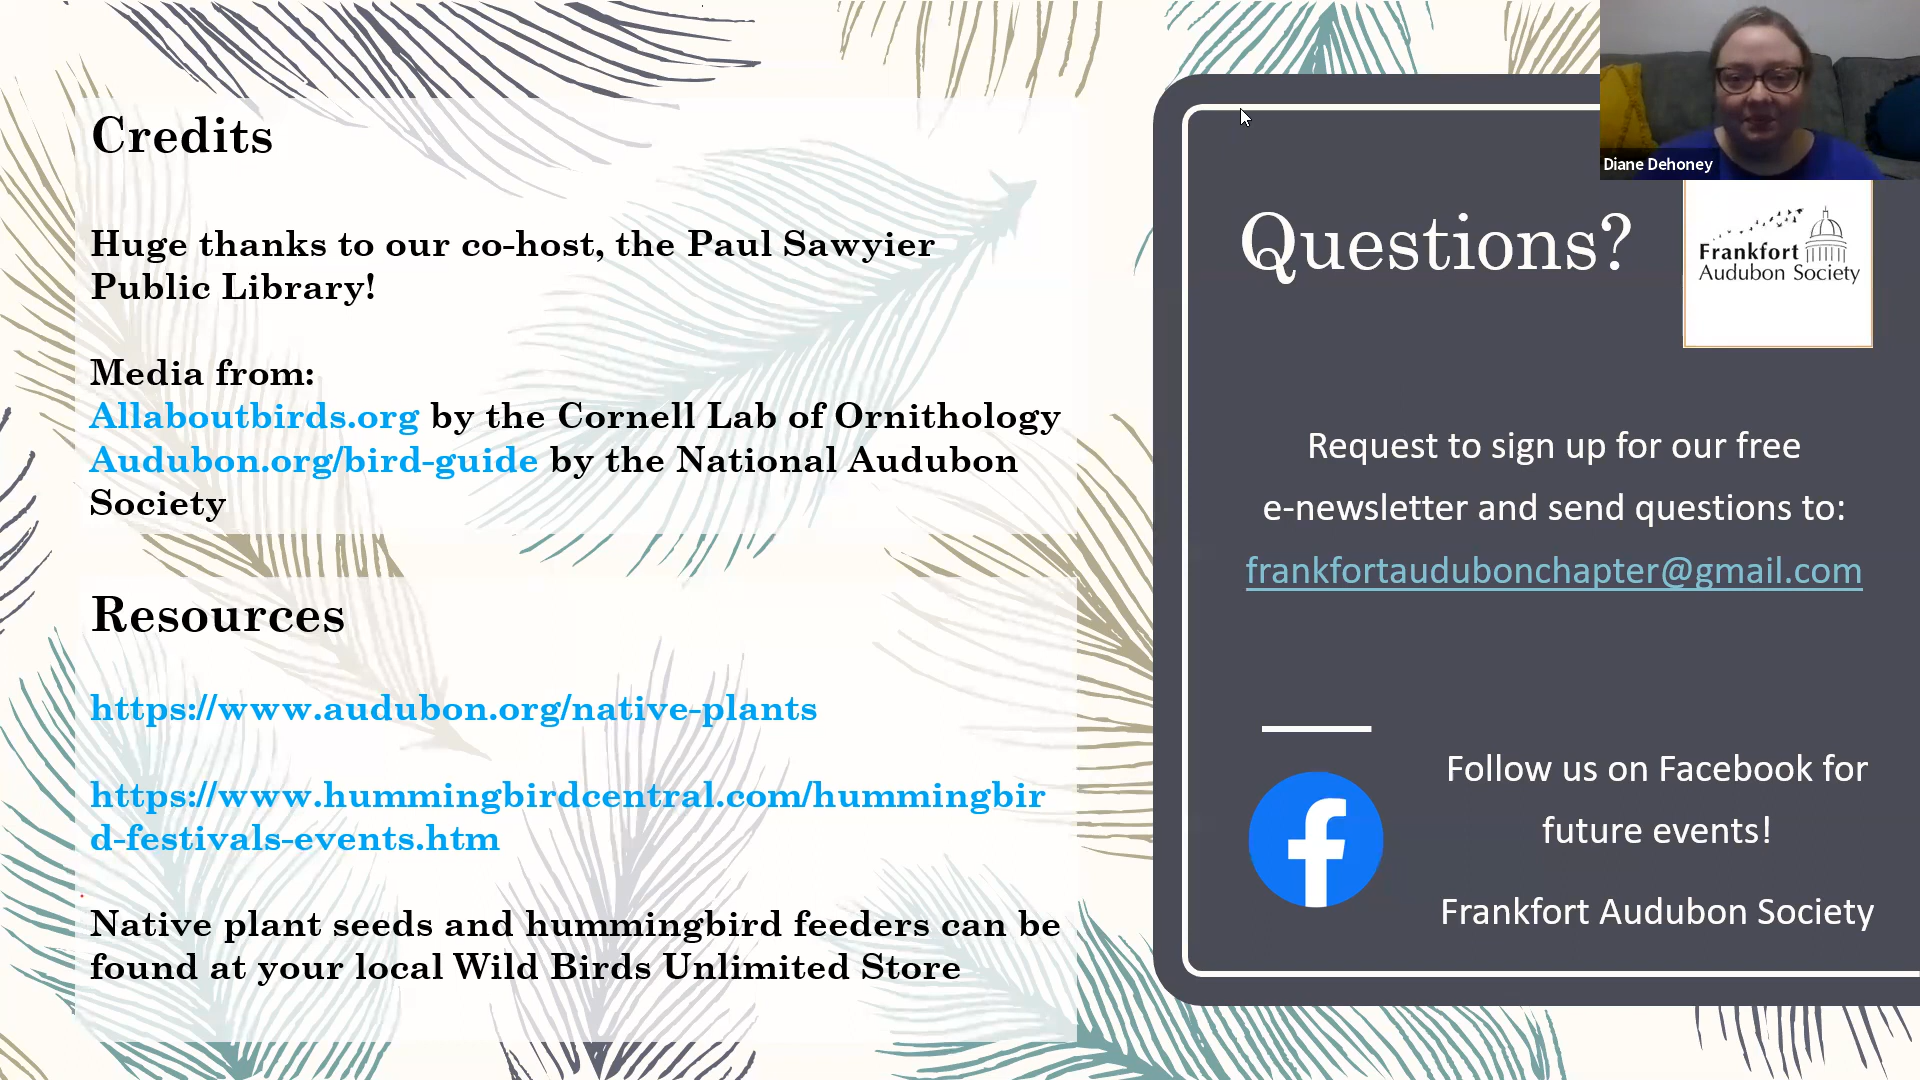 Credits
Huge thanks to our co-host, the Paul Sawyier
Public Library!
Media from:
Allaboutbirds.org by the Cornell Lab of Ornithology
Audubon.org/bird-guide by the National Audubon
Society
Resources
https://www.audubon.org/native-plants
https://www.hummingbirdcentral.com/hummingbir
d-festivals-events.htm
Native plant seeds and hummingbird feeders can be
found at your local Wild Birds Unlimited Store
Diane Dehoney
Questions?
Frankfort
Audubon Society
Request to sign up for our free
e-newsletter and send questions to:
frankfortaudubonchapter@gmail.com
Follow us on Facebook for
future events!
Frankfort Audubon Society